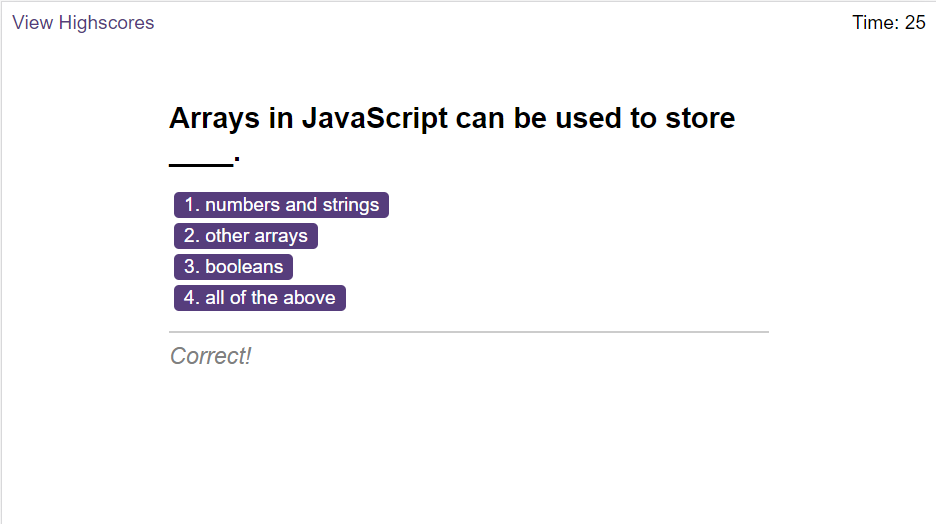 View Highscores
Time: 25
Arrays in JavaScript can be used to store
____.
1. numbers and strings
2. other arrays
3. booleans
4. all of the above
Correct!